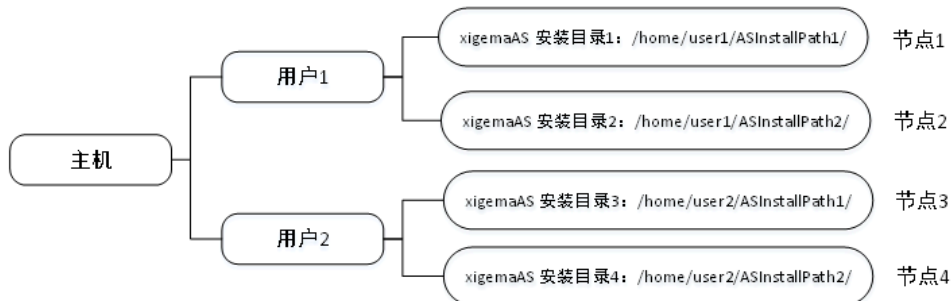 xigemaAS 安装目录1：/home/user1/ASInstallPath1/ 节点1
用户1
xigemaAS 安装目录2：/home/user1/ASInstallPath2/ 节点2
主机
xigemaAS 安装目录3：/home/user2/ASInstallPath1/ 节点3
用户2
xigemaAS 安装目录4：/home/user2/ASInstallPath2/ 节点4